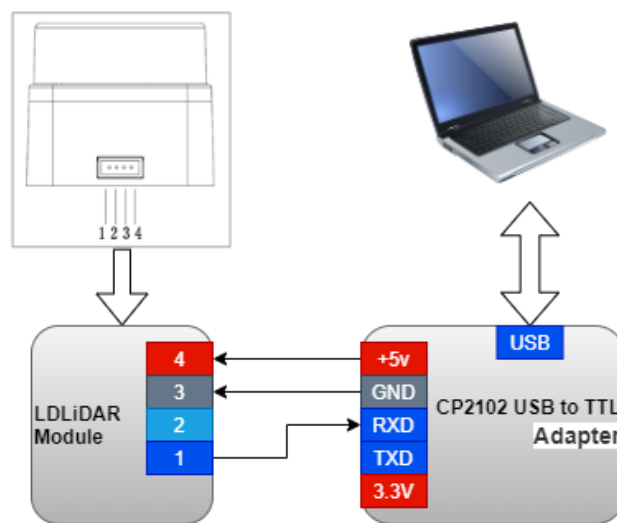 1 2 3 4
USB
LDLiDAR
Module
4
3
2
1
+5v
GND
RXD
TXD
3.3V
CP2102 USB to TTL
Adapter